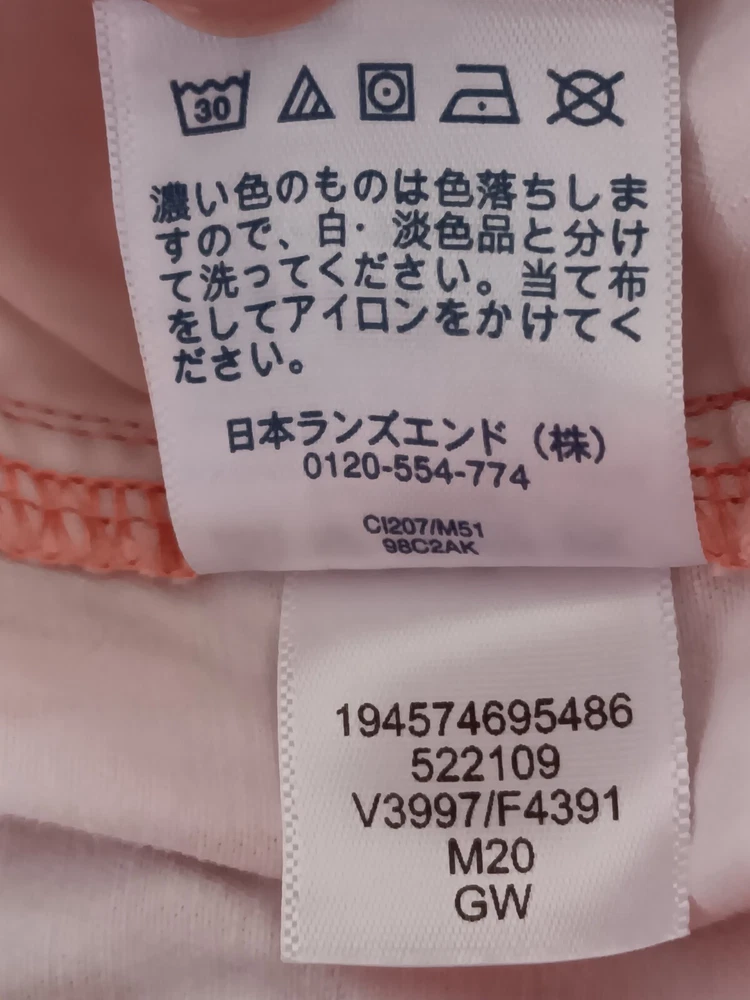 30
濃い色のものは色落ちしま
すので、白・淡色品と分け
て洗ってください。当て布
をしてアイロンをかけてく
ださい。
日本ランズエンド（株）
0120-554-774
CI207/M51
98C2AK
194574695486
522109
V3997/F4391
M20
GW